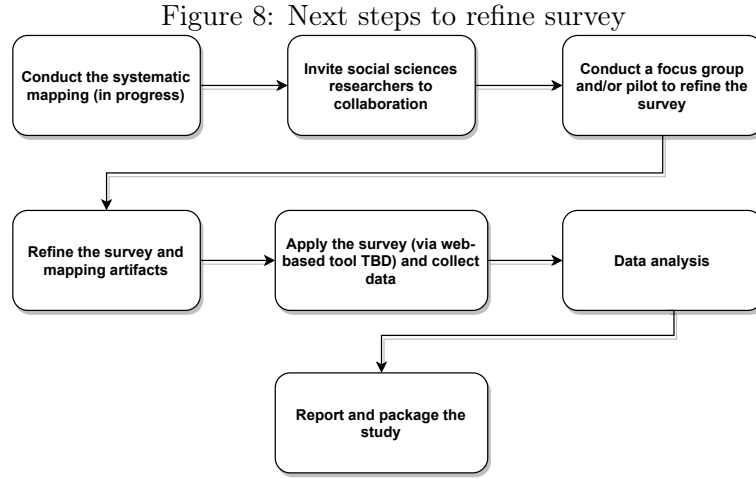 Figure 8: Next steps to refine survey
Conduct the systematic
mapping (in progress)
Invite social sciences
researchers to
collaboration
Conduct a focus group
and/or pilot to refine the
survey
Refine the survey and
mapping artifacts
Apply the survey (via web-
based tool TBD) and collect
data
Data analysis
Report and package the
study